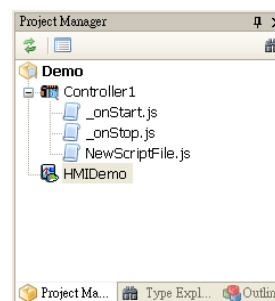 Project Manager
Demo
Controller1
_onStart.js
_onStop.js
NewScriptFile.js
HMIDemo
Project Ma... Type Expl... Outlin